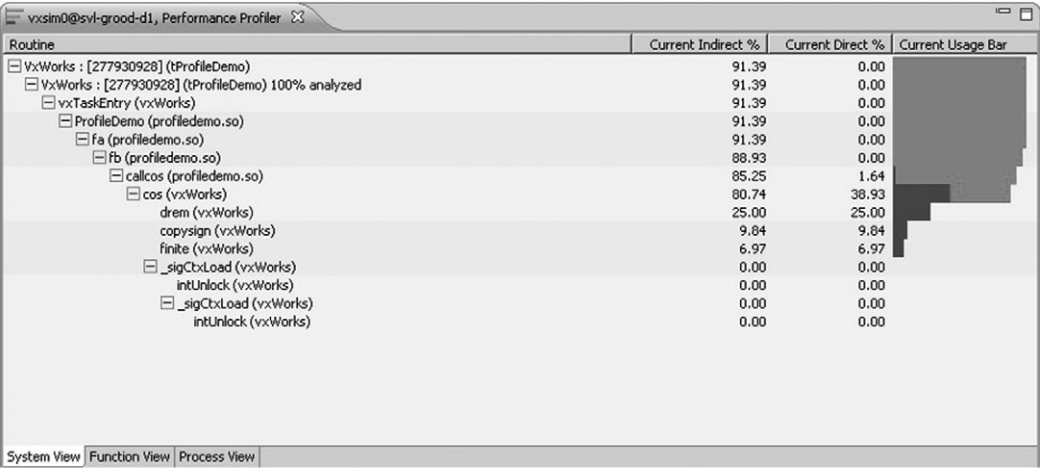 vxsim0@svl-grood-d1, Performance Profiler
Routine Current Indirect % Current Direct % Current Usage Bar
VxWorks : [277930928] (tProfileDemo) 91.39 0.00
VxWorks : [277930928] (tProfileDemo) 100% analyzed 91.39 0.00
vxTaskEntry (vxWorks) 91.39 0.00
ProfileDemo (profiledemo.so) 91.39 0.00
fa (profiledemo.so) 91.39 0.00
fb (profiledemo.so) 88.93 0.00
callcos (profiledemo.so) 85.25 1.64
cos (vxWorks) 80.74 38.93
drem (vxWorks) 25.00 25.00
copysign (vxWorks) 9.84 9.84
finite (vxWorks) 6.97 6.97
_sigCtxLoad (vxWorks) 0.00 0.00
intUnlock (vxWorks) 0.00 0.00
_sigCtxLoad (vxWorks) 0.00 0.00
intUnlock (vxWorks) 0.00 0.00
System View Function View Process View